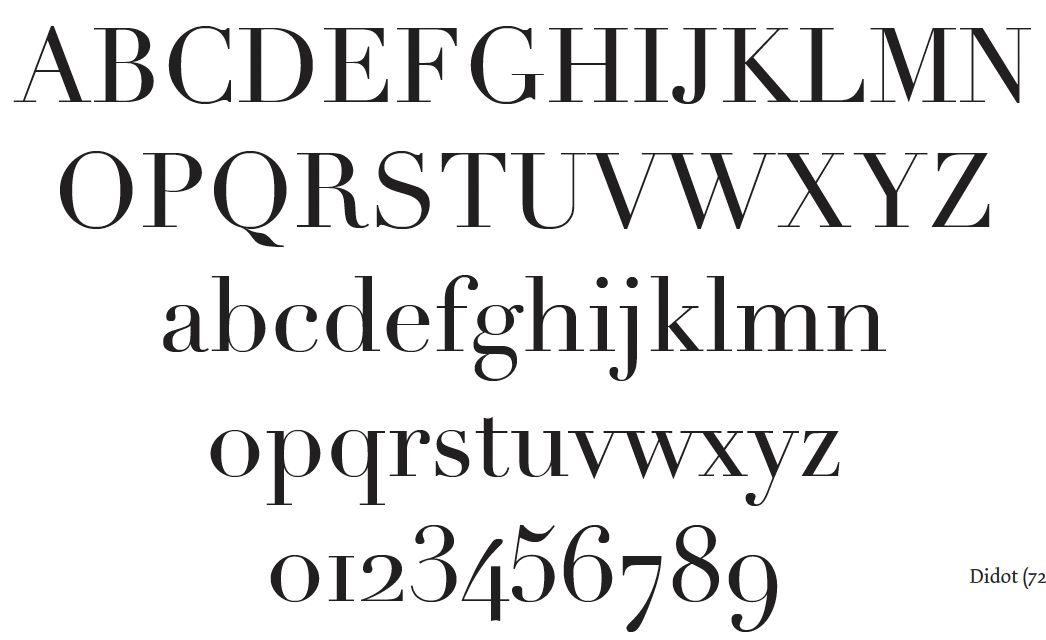 ABCDEFGHIJKLMN
OPQRSTUVWXYZ
abcdefghijklmn
opqrstuvwxyz
0123456789
Didot (72